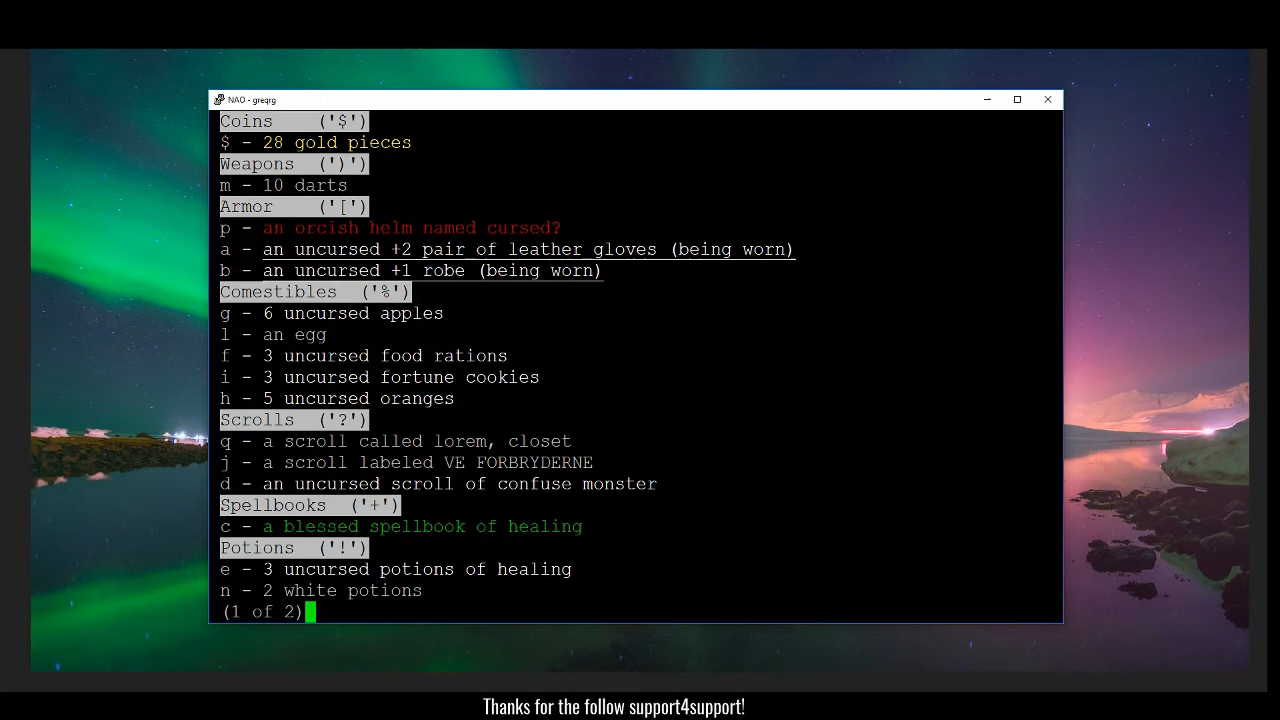 NAO - greqrg
Coins ('$')
$ - 28 gold pieces
Weapons (')')
m - 10 darts
Armor ('[')
p - an orcish helm named cursed?
a - an uncursed +2 pair of leather gloves (being worn)
b - an uncursed +1 robe (being worn)
Comestibles ('%')
g - 6 uncursed apples
l - an egg
f - 3 uncursed food rations
i - 3 uncursed fortune cookies
h - 5 uncursed oranges
Scrolls ('?')
q - a scroll called lorem, closet
j - a scroll labeled VE FORBRYDERNE
d - an uncursed scroll of confuse monster
Spellbooks ('+')
c - a blessed spellbook of healing
Potions ('!')
e - 3 uncursed potions of healing
n - 2 white potions
(1 of 2)
Thanks for the follow support4support!